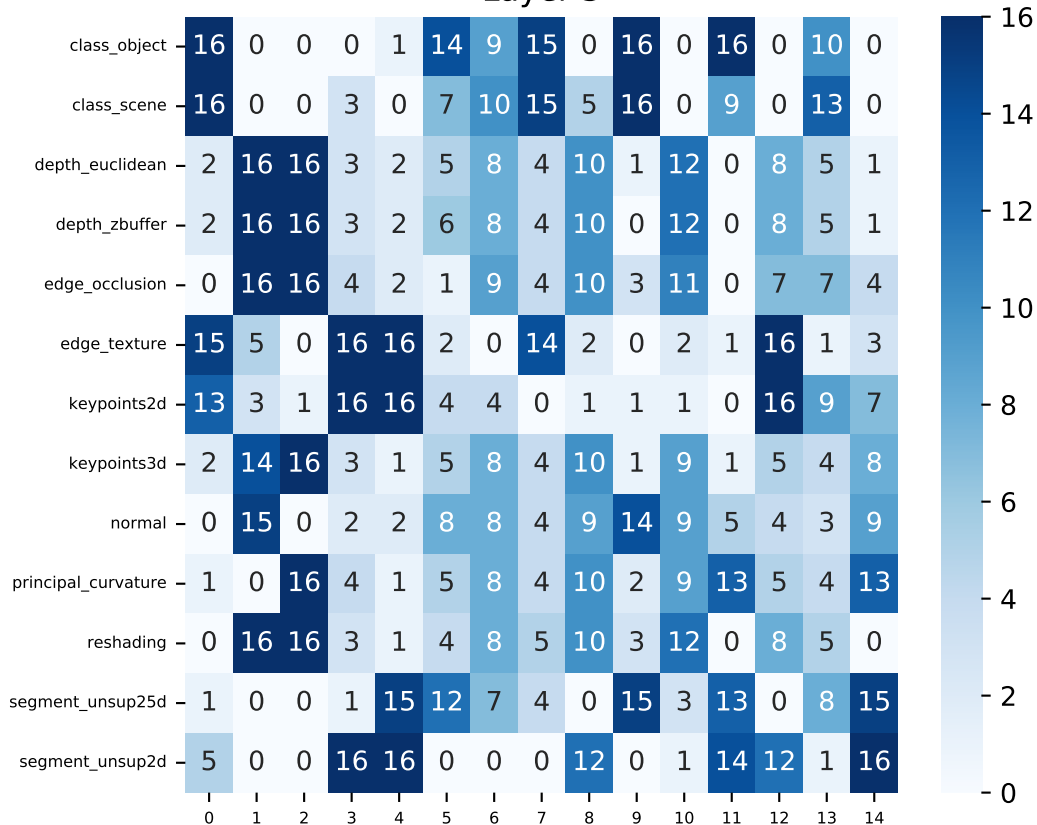 class_object 16 0 0 0 1 14 9 15 0 16 0 16 0 10 0
class_scene 16 0 0 3 0 7 10 15 5 16 0 9 0 13 0
depth_euclidean 2 16 16 3 2 5 8 4 10 1 12 0 8 5 1
depth_zbuffer 2 16 16 3 2 6 8 4 10 0 12 0 8 5 1
edge_occlusion 0 16 16 4 2 1 9 4 10 3 11 0 7 7 4
edge_texture 15 5 0 16 16 2 0 14 2 0 2 1 16 1 3
keypoints2d 13 3 1 16 16 4 4 0 1 1 1 0 16 9 7
keypoints3d 2 14 16 3 1 5 8 4 10 1 9 1 5 4 8
normal 0 15 0 2 2 8 8 4 9 14 9 5 4 3 9
principal_curvature 1 0 16 4 1 5 8 4 10 2 9 13 5 4 13
reshading 0 16 16 3 1 4 8 5 10 3 12 0 8 5 0
segment_unsup25d 1 0 0 1 15 12 7 4 0 15 3 13 0 8 15
segment_unsup2d 5 0 0 16 16 0 0 0 12 0 1 14 12 1 16
0 1 2 3 4 5 6 7 8 9 10 11 12 13 14
16
14
12
10
8
6
4
2
0